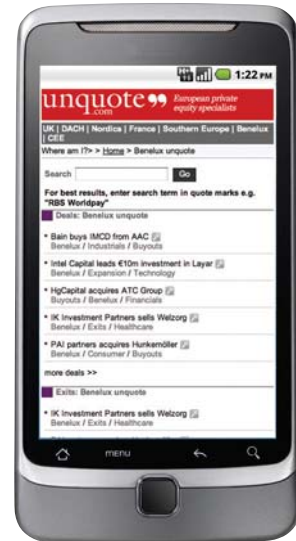 1:22 PM
unquote”
.com
European private
equity specialists
UK | DACH | Nordics | France | Southern Europe | Benelux
| CEE
Where am I?> > Home > Benelux unquote
Search Go
For best results, enter search term in quote marks e.g.
"RBS Worldpay"
Deals: Benelux unquote
• Bain buys IMCD from AAC
Benelux / Industrials / Buyouts
• Intel Capital leads €10m investment in Layar
Benelux / Expansion / Technology
• HgCapital acquires ATC Group
Buyouts / Benelux / Financials
• IK Investment Partners sells Welzorg
Benelux / Exits / Healthcare
• PAI partners acquires Hunkemöller
Benelux / Consumer / Buyouts
more deals >>
Exits: Benelux unquote
• IK Investment Partners sells Welzorg
Benelux / Exits / Healthcare
MENU